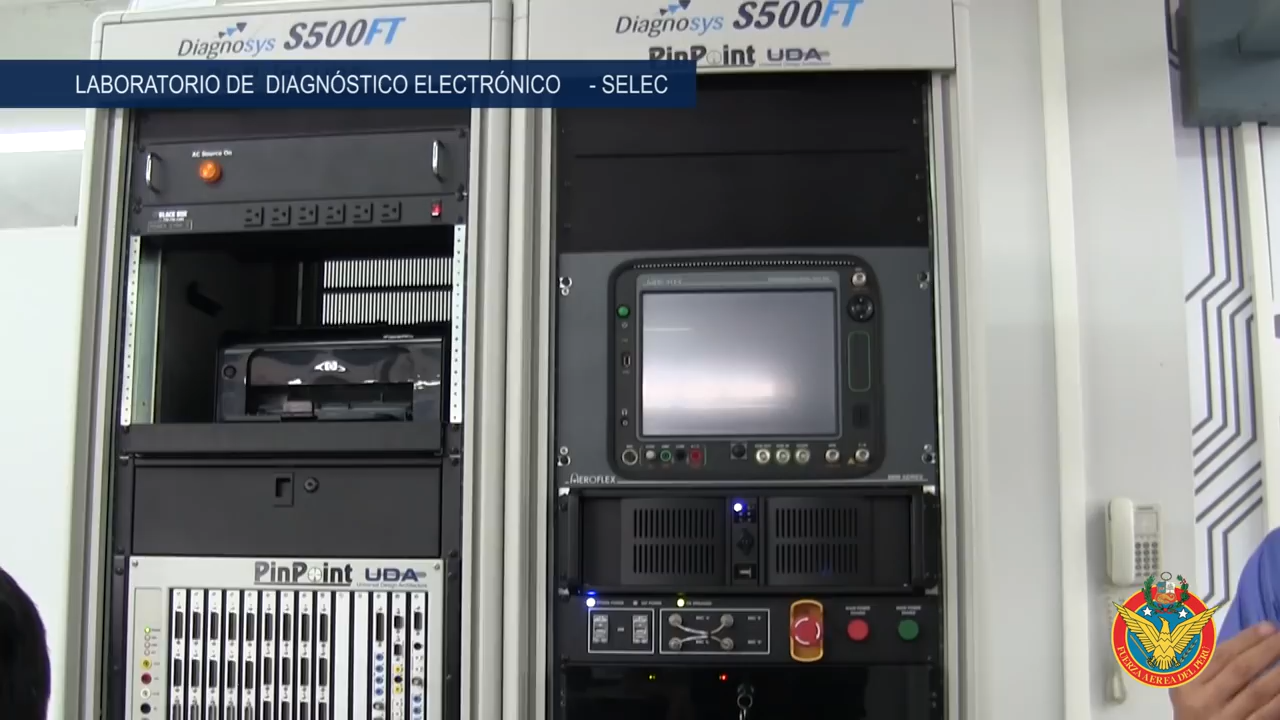 Diagnosys S500FT
Diagnosys S500FT
PinPoint UDA
LABORATORIO DE DIAGNÓSTICO ELECTRÓNICO - SELEC
AC Source On
BLACK BOX
AEROFLEX
PinPoint UDA
Universal Design Architecture
FUERZA AEREA DEL PERU